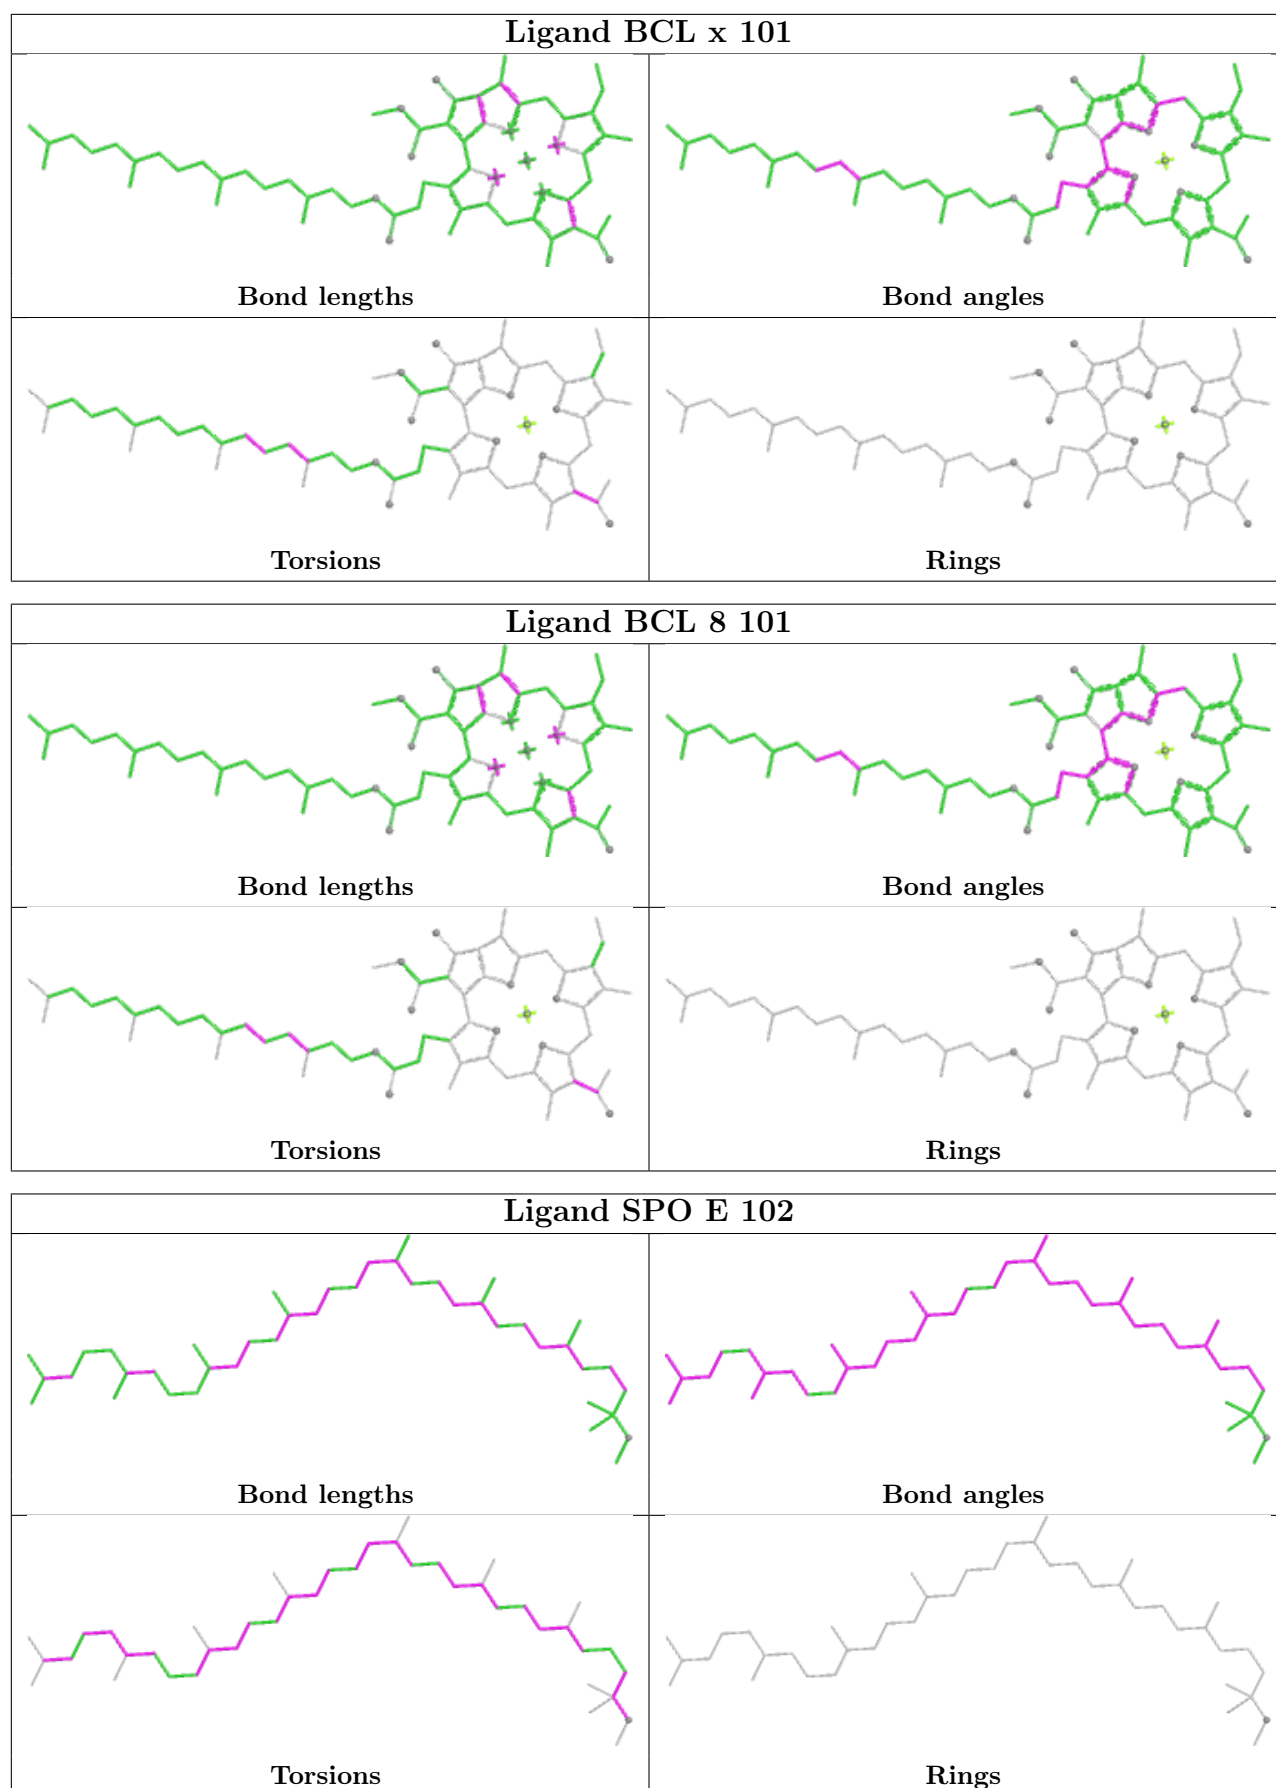 Ligand BCL x 101
Bond lengths
Bond angles
Torsions
Rings
Ligand BCL 8 101
Bond lengths
Bond angles
Torsions
Rings
Ligand SPO E 102
Bond lengths
Bond angles
Torsions
Rings